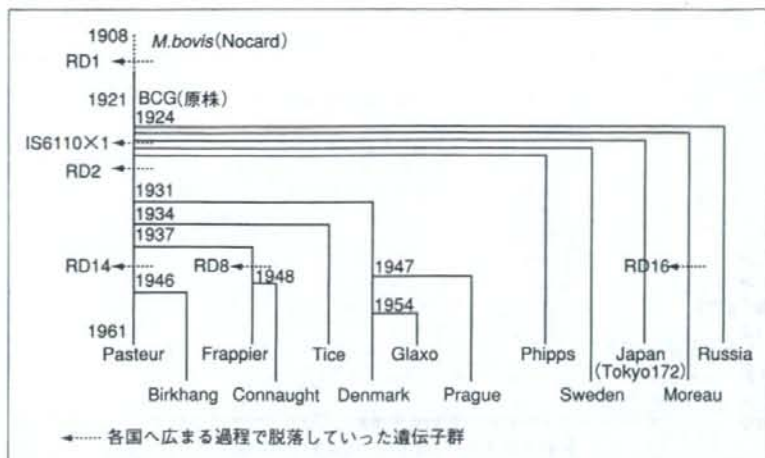 1908
M.bovis(Nocard)
RD1
1921 BCG(原株)
1924
IS6110×1
RD2
1931
1934
1937
RD14 RD8 RD16
1946 1948 1947
1954
1961
Pasteur Frappier Tice Glaxo Phipps Japan Russia
(Tokyo172)
Birkhang Connaught Denmark Prague Sweden Moreau
各国へ広まる過程で脱落していった遺伝子群